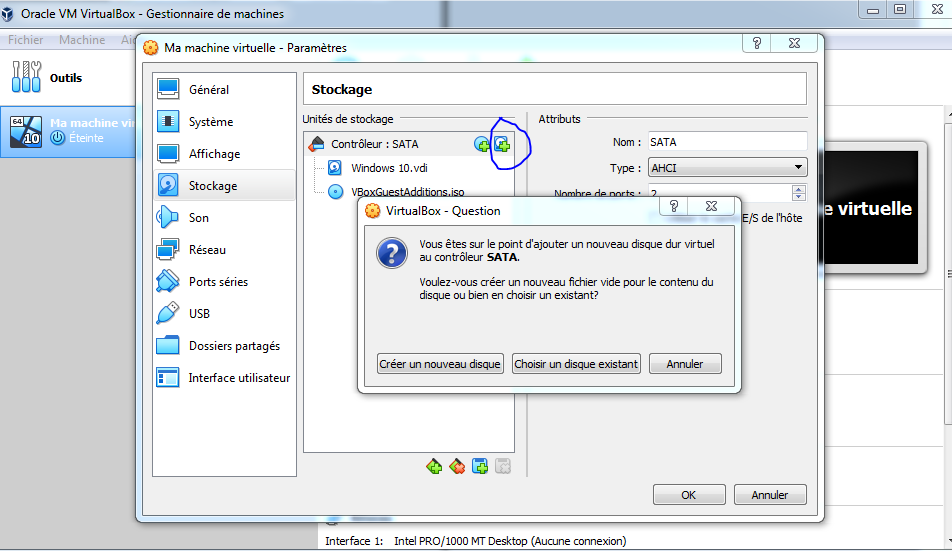 Oracle VM VirtualBox - Gestionnaire de machines
Fichier Machine
Outils
64
10
Ma machine
Éteinte
Ma machine virtuelle - Paramètres
Général
Système
Affichage
Stockage
Son
Réseau
Ports séries
USB
Dossiers partagés
Interface utilisateur
Stockage
Unités de stockage
Contrôleur : SATA
Windows 10.vdi
VBoxGuestAdditions.iso
Attributs
Nom : SATA
Type : AHCI
Nombre de ports : 2
E/S de l'hôte
VirtualBox - Question
Vous êtes sur le point d'ajouter un nouveau disque dur virtuel
au contrôleur SATA.
Voulez-vous créer un nouveau fichier vide pour le contenu du
disque ou bien en choisir un existant?
Créer un nouveau disque Choisir un disque existant Annuler
OK Annuler
e virtuelle
Interface 1: Intel PRO/1000 MT Desktop (Aucune connexion)